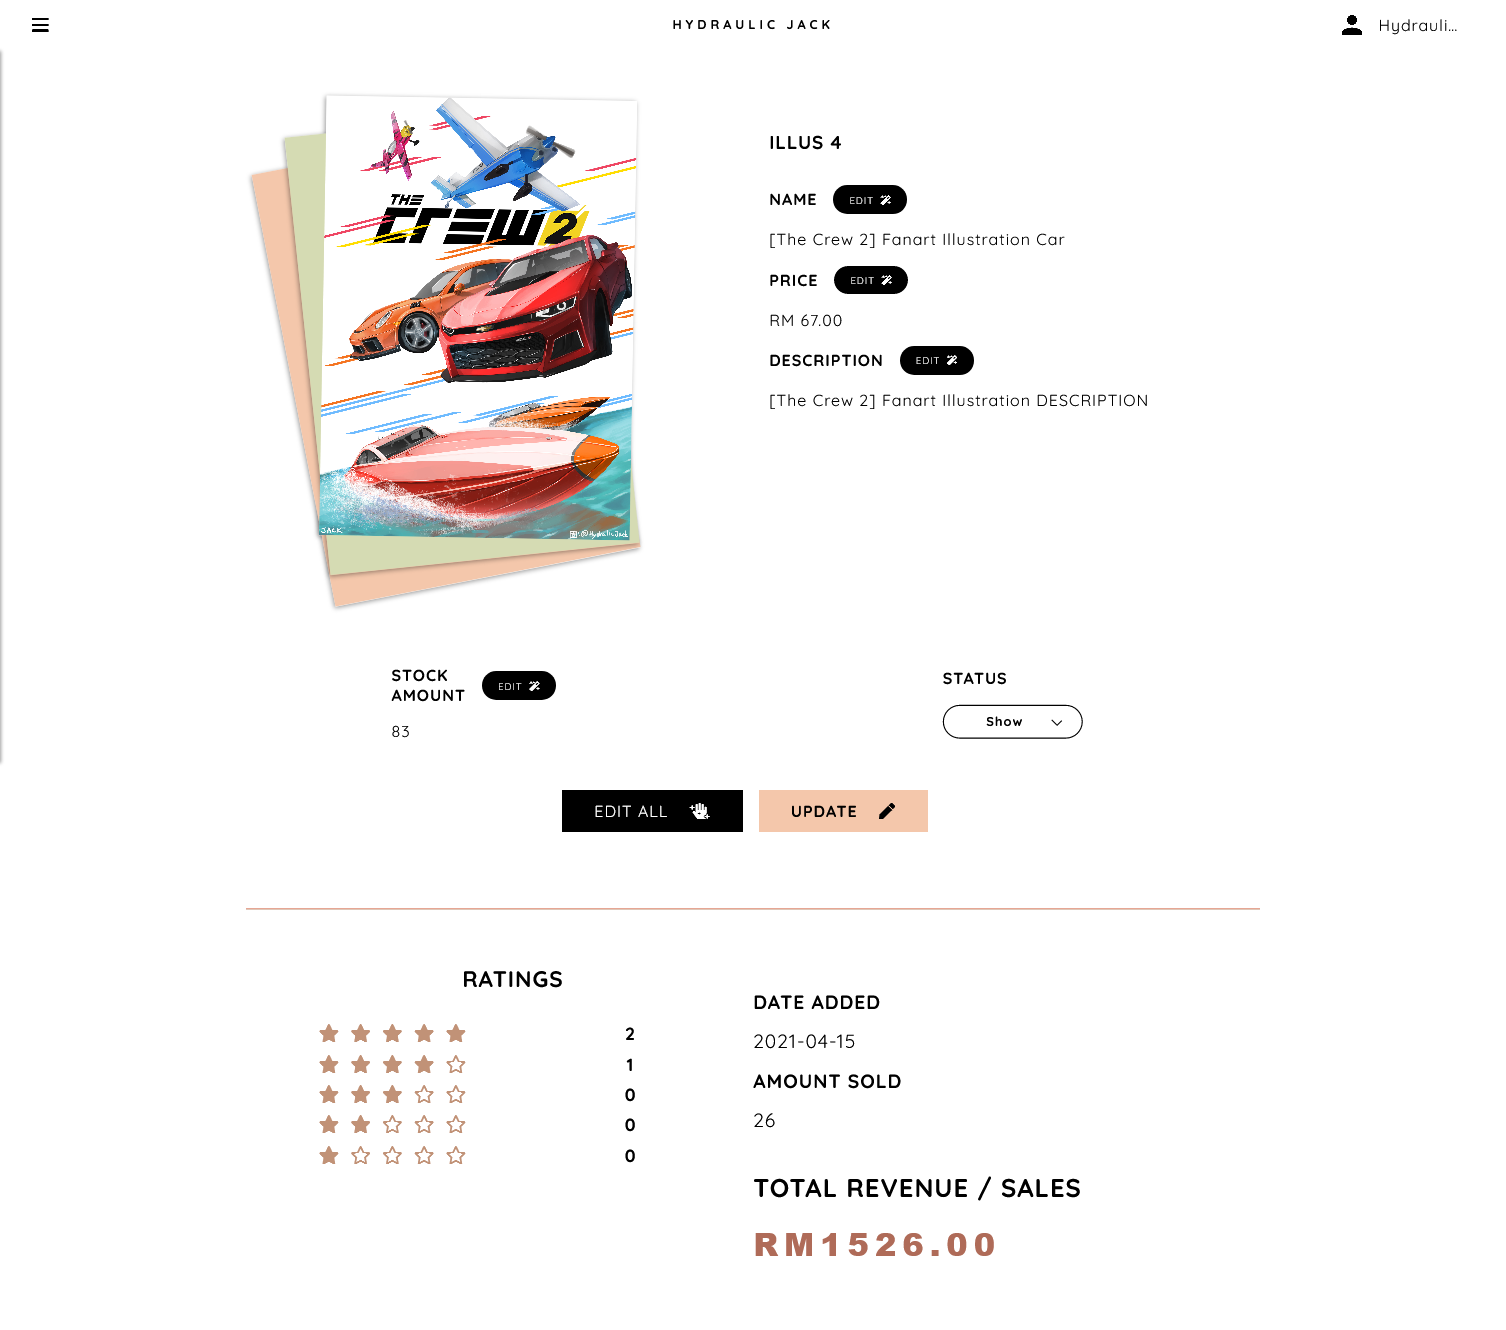 HYDRAULIC JACK
Hydrauli...
THE
CREW 2
JACK
@HydraulicJack
ILLUS 4
NAME
EDIT
[The Crew 2] Fanart Illustration Car
PRICE
EDIT
RM 67.00
DESCRIPTION
EDIT
[The Crew 2] Fanart Illustration DESCRIPTION
STOCK
AMOUNT
EDIT
83
STATUS
Show
EDIT ALL
UPDATE
RATINGS
2
1
0
0
0
DATE ADDED
2021-04-15
AMOUNT SOLD
26
TOTAL REVENUE / SALES
RM1526.00